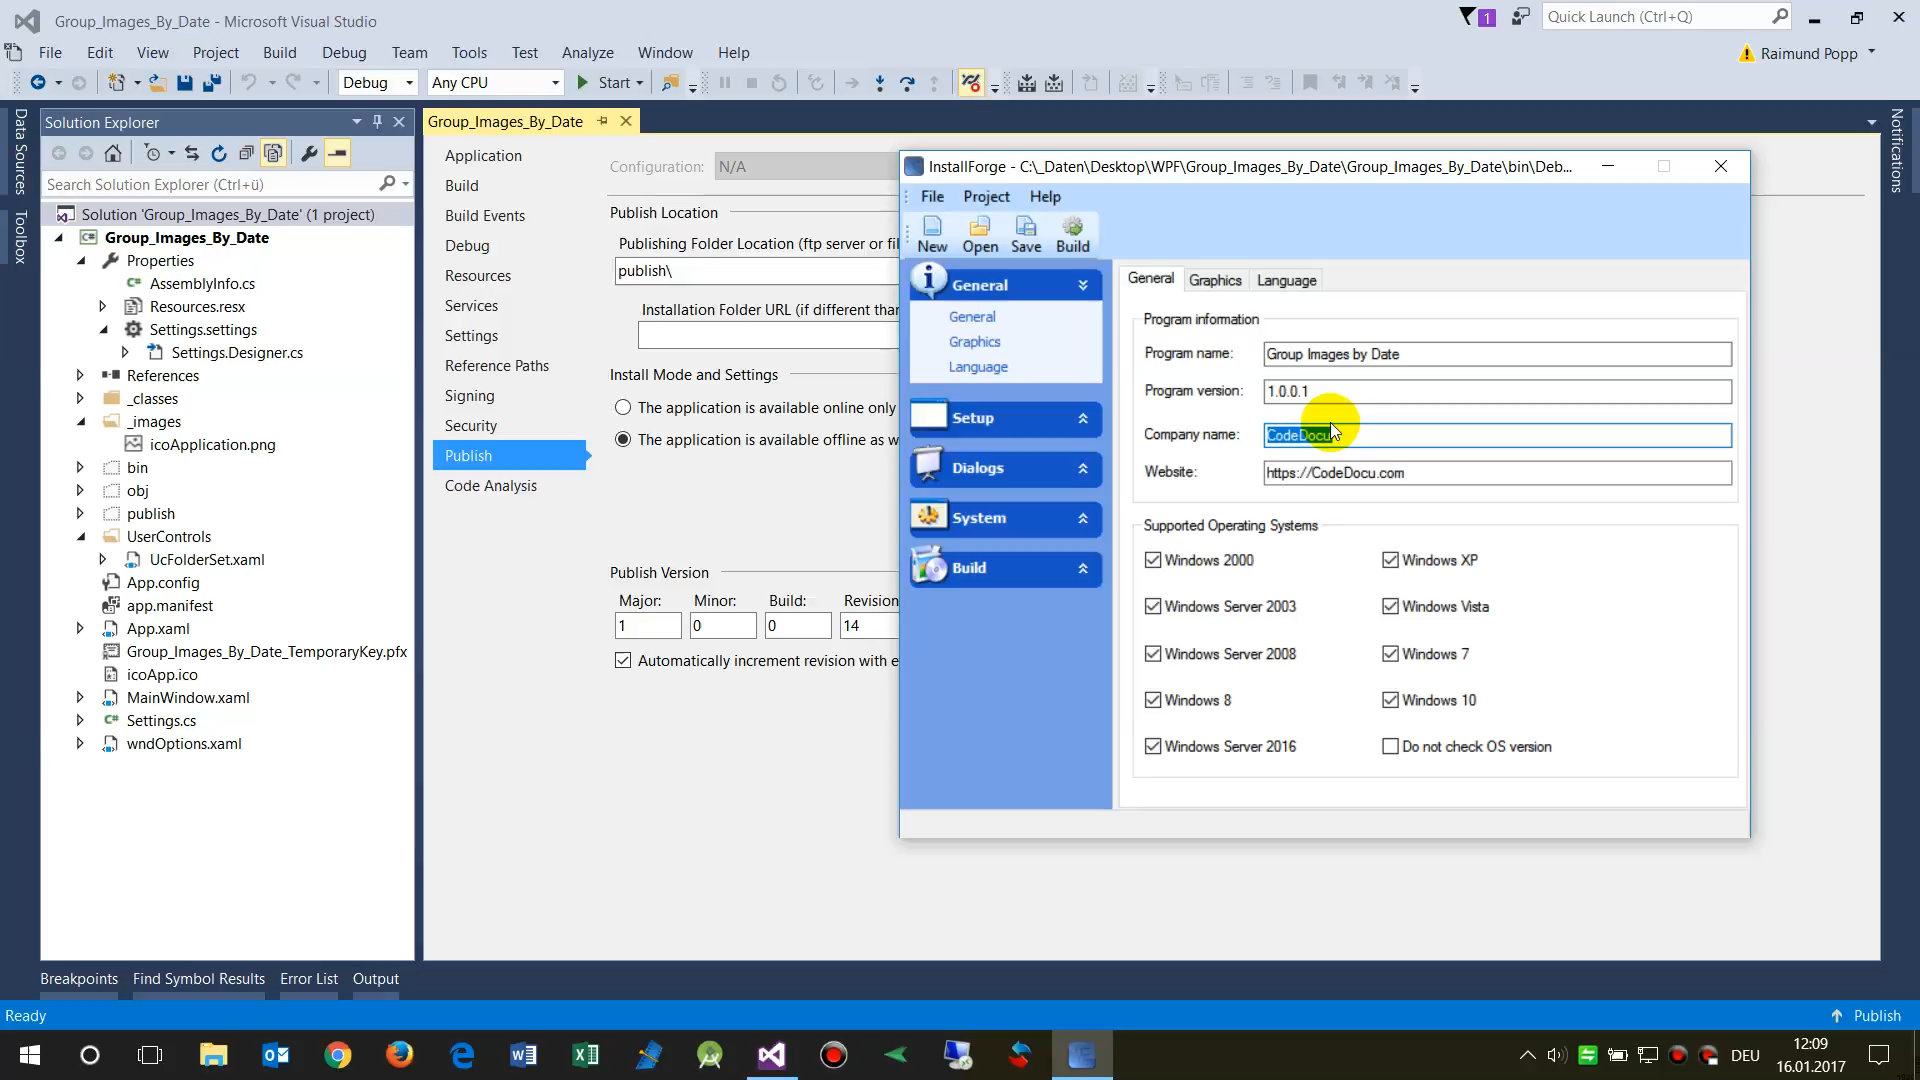 Group_Images_By_Date - Microsoft Visual Studio
1
Quick Launch (Ctrl+Q)
File Edit View Project Build Debug Team Tools Test Analyze Window Help
Raimund Popp
Debug Any CPU Start
Data Sources
Toolbox
Notifications
Solution Explorer
Search Solution Explorer (Ctrl+ü)
Solution 'Group_Images_By_Date' (1 project)
Group_Images_By_Date
Properties
AssemblyInfo.cs
Resources.resx
Settings.settings
Settings.Designer.cs
References
_classes
_images
icoApplication.png
bin
obj
publish
UserControls
UcFolderSet.xaml
App.config
app.manifest
App.xaml
Group_Images_By_Date_TemporaryKey.pfx
icoApp.ico
MainWindow.xaml
Settings.cs
wndOptions.xaml
Group_Images_By_Date
Application
Build
Build Events
Debug
Resources
Services
Settings
Reference Paths
Signing
Security
Publish
Code Analysis
Configuration: N/A
Publish Location
Publishing Folder Location (ftp server or fil
publish\
Installation Folder URL (if different than
Install Mode and Settings
The application is available online only
The application is available offline as w
Publish Version
Major: Minor: Build: Revision
1 0 0 14
Automatically increment revision with e
InstallForge - C:\_Daten\Desktop\WPF\Group_Images_By_Date\Group_Images_By_Date\bin\Deb...
File Project Help
New Open Save Build
General
General
Graphics
Language
Setup
Dialogs
System
Build
General Graphics Language
Program information
Program name: Group Images by Date
Program version: 1.0.0.1
Company name: CodeDocu
Website: https://CodeDocu.com
Supported Operating Systems
Windows 2000 Windows XP
Windows Server 2003 Windows Vista
Windows Server 2008 Windows 7
Windows 8 Windows 10
Windows Server 2016 Do not check OS version
Breakpoints Find Symbol Results Error List Output
Ready
Publish
DEU
12:09
16.01.2017